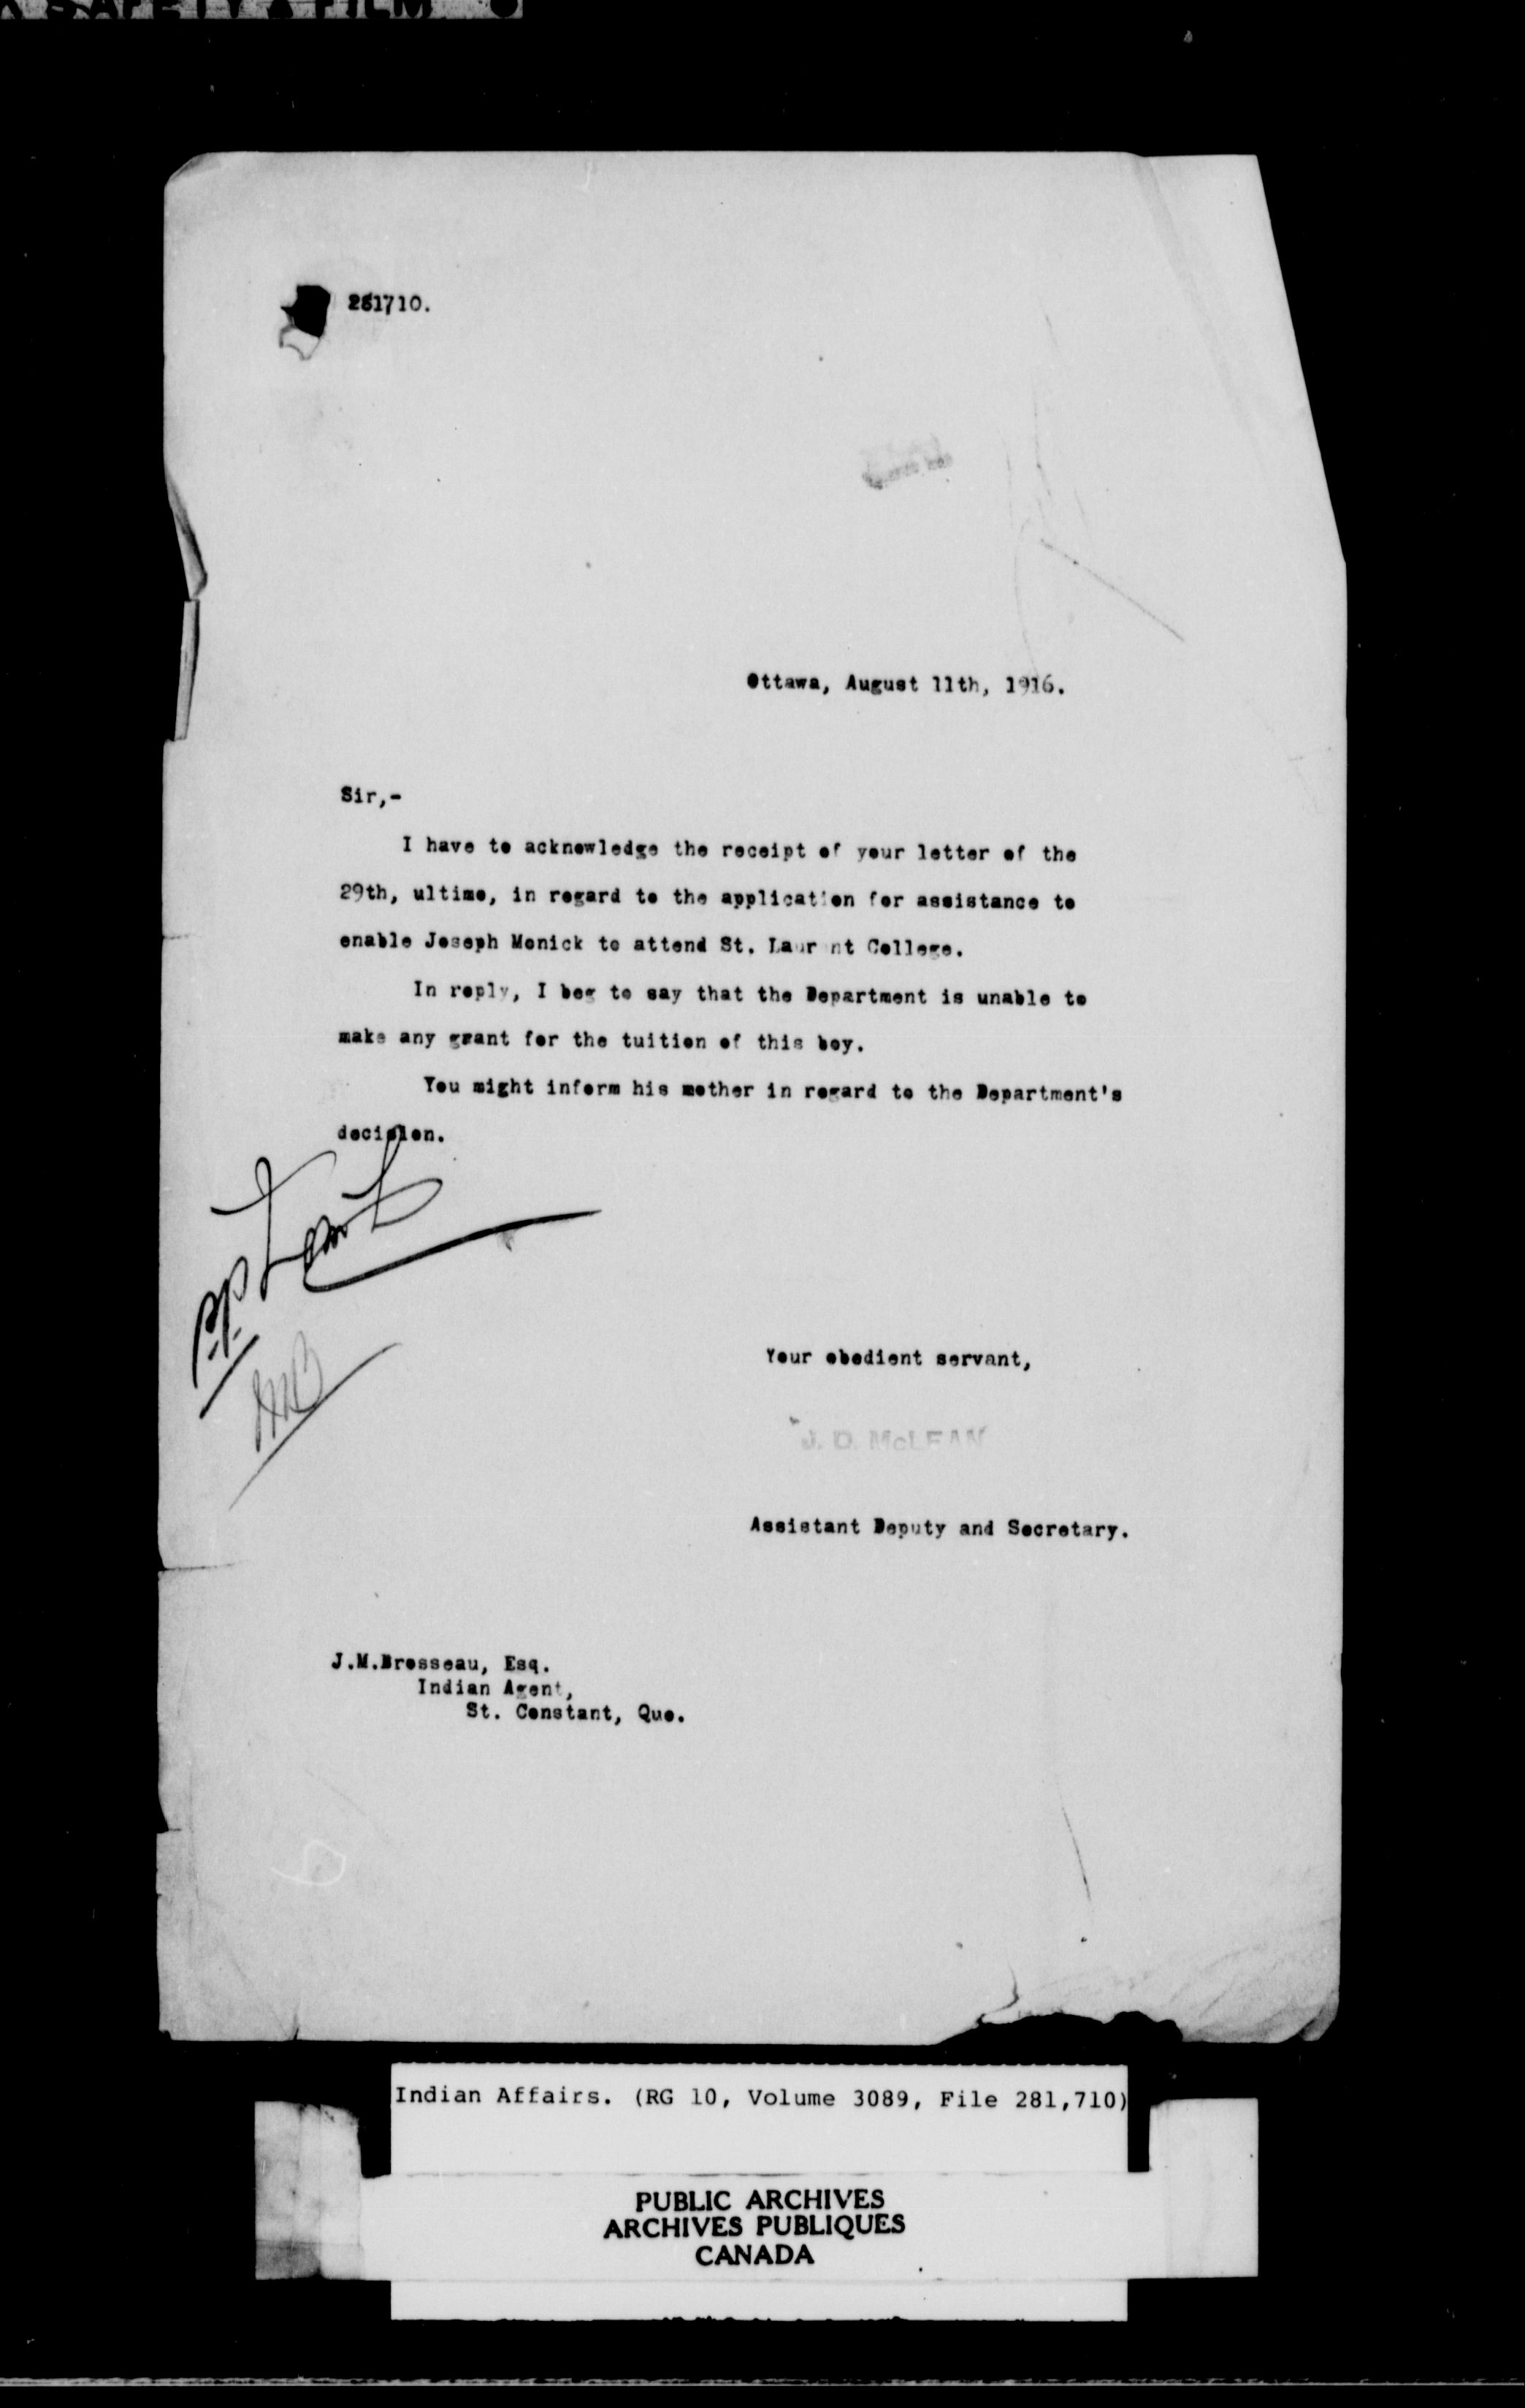 SAFETY FILM
281710.
Ottawa, August 11th, 1916.
Sir,-
I have to acknowledge the receipt of your letter of the
29th, ultimo, in regard to the application for assistance to
enable Joseph Monick to attend St. Laurent College.
In reply, I beg to say that the Department is unable to
make any grant for the tuition of this boy.
You might inform his mother in regard to the Department's
decision.
Your obedient servant,
J. D. McLEAN
Assistant Deputy and Secretary.
J.M.Brosseau, Esq.
Indian Agent,
St. Constant, Que.
Indian Affairs. (RG 10, Volume 3089, File 281,710)
PUBLIC ARCHIVES
ARCHIVES PUBLIQUES
CANADA